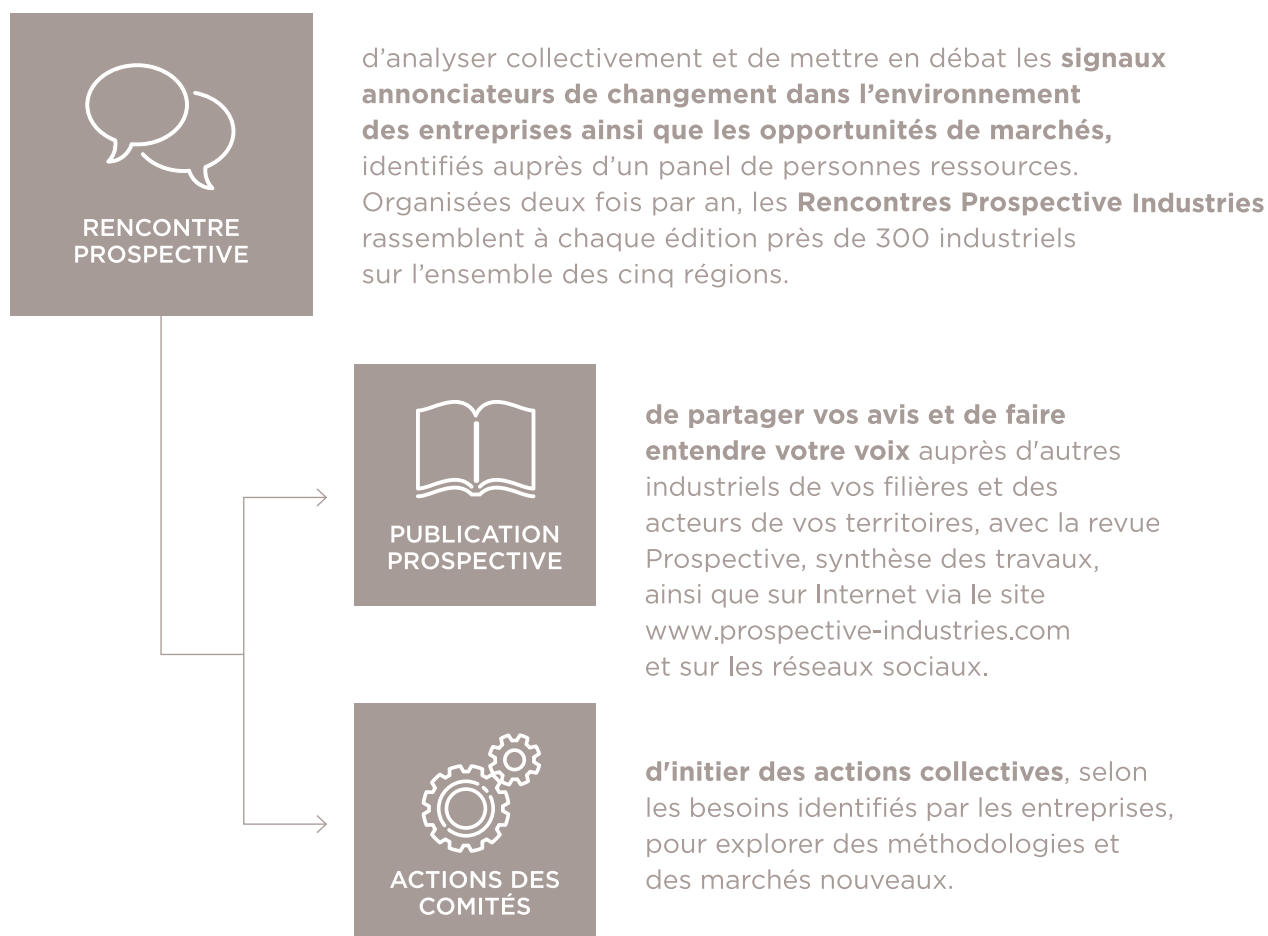 RENCONTRE
PROSPECTIVE
d’analyser collectivement et de mettre en débat les signaux
annonciateurs de changement dans l’environnement
des entreprises ainsi que les opportunités de marchés,
identifiés auprès d’un panel de personnes ressources.
Organisées deux fois par an, les Rencontres Prospective Industries
rassemblent à chaque édition près de 300 industriels
sur l’ensemble des cinq régions.
PUBLICATION
PROSPECTIVE
de partager vos avis et de faire
entendre votre voix auprès d'autres
industriels de vos filières et des
acteurs de vos territoires, avec la revue
Prospective, synthèse des travaux,
ainsi que sur Internet via le site
www.prospective-industries.com
et sur les réseaux sociaux.
ACTIONS DES
COMITÉS
d'initier des actions collectives, selon
les besoins identifiés par les entreprises,
pour explorer des méthodologies et
des marchés nouveaux.